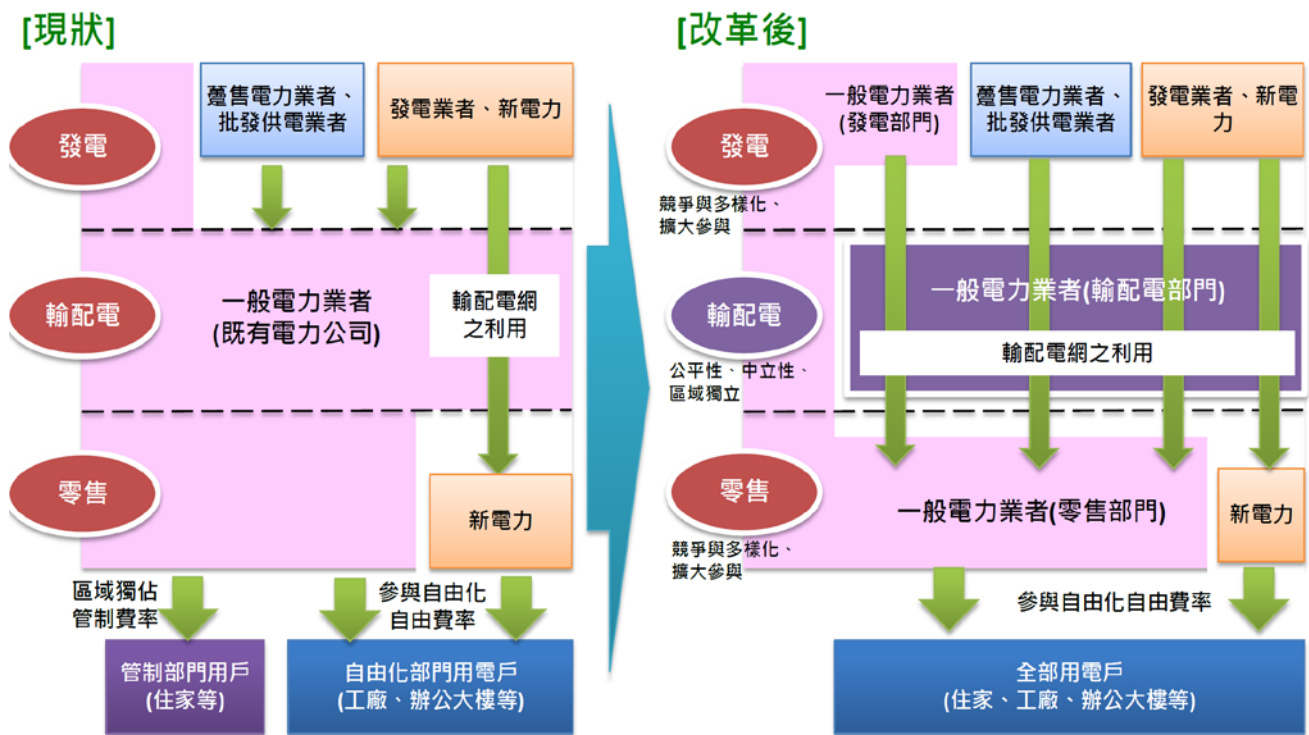 [現狀]
發電
躉售電力業者、
批發供電業者
發電業者、新電力
輸配電
一般電力業者
(既有電力公司)
輸配電網
之利用
零售
新電力
區域獨佔
管制費率
參與自由化
自由費率
管制部門用戶
(住家等)
自由化部門用電戶
(工廠、辦公大樓等)
[改革後]
發電
競爭與多樣化、
擴大參與
一般電力業者
(發電部門)
躉售電力業者、
批發供電業者
發電業者、新電
力
輸配電
公平性、中立性、
區域獨立
一般電力業者(輸配電部門)
輸配電網之利用
零售
競爭與多樣化、
擴大參與
一般電力業者(零售部門)
新電力
參與自由化自由費率
全部用電戶
(住家、工廠、辦公大樓等)